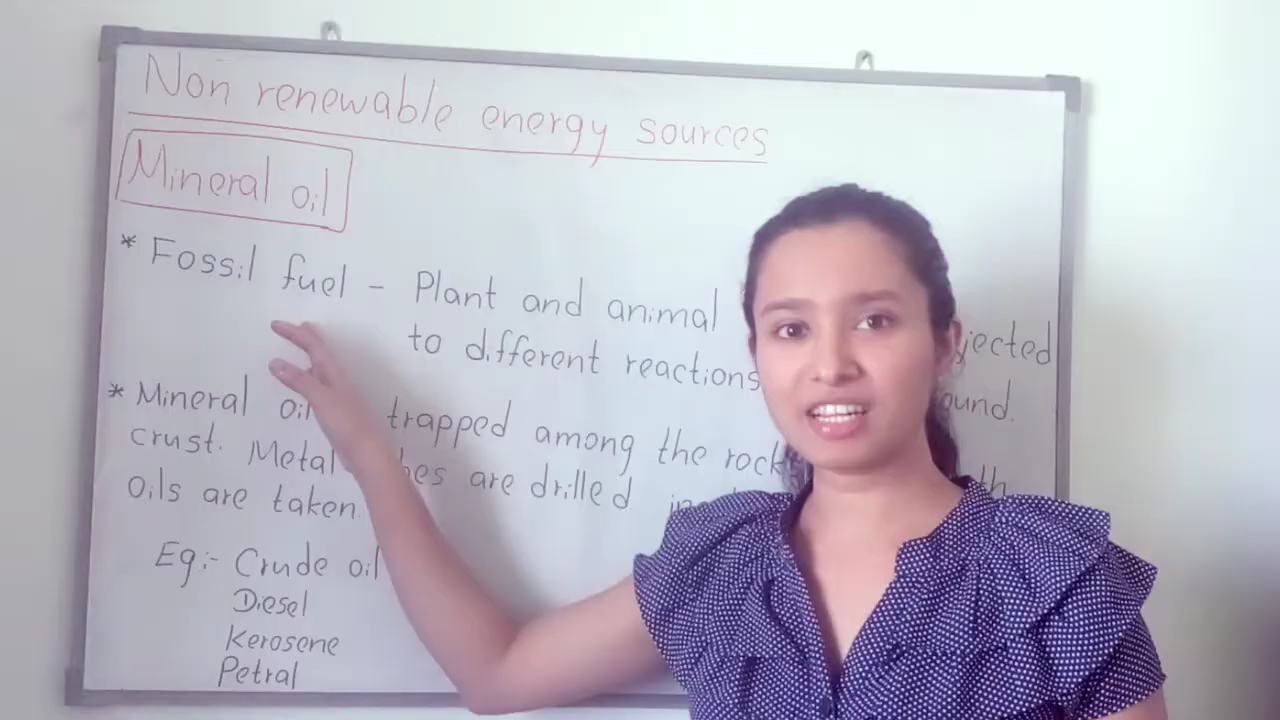 Non renewable energy sources
Mineral oil
* Fossil fuel - Plant and animal
to different reactions
* Mineral oil trapped among the rock
crust. Metal are drilled
oils are taken
Eg:- Crude oil
Diesel
Kerosene
Petral